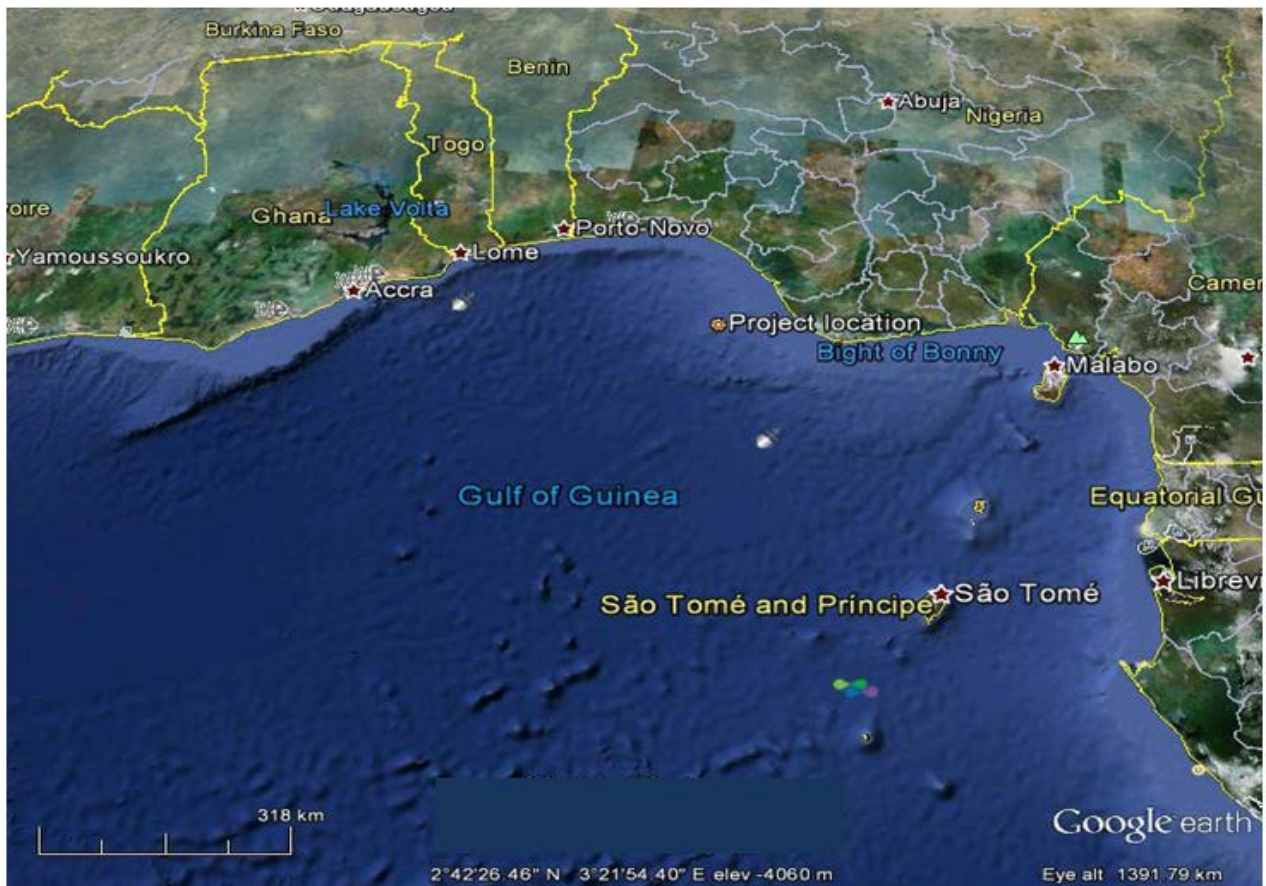 Burkina Faso
Benin
Abuja
Nigeria
Togo
Ghana
Lake Volta
Porto-Novo
Yamoussoukro
Lome
Accra
Project location
Bight of Bonny
Malabo
Gulf of Guinea
Equatorial Gu
São Tomé
São Tomé and Príncipe
318 km
Google earth
2°42'26.46" N 3°21'54.40" E elev -4060 m
Eye alt 1391.79 km